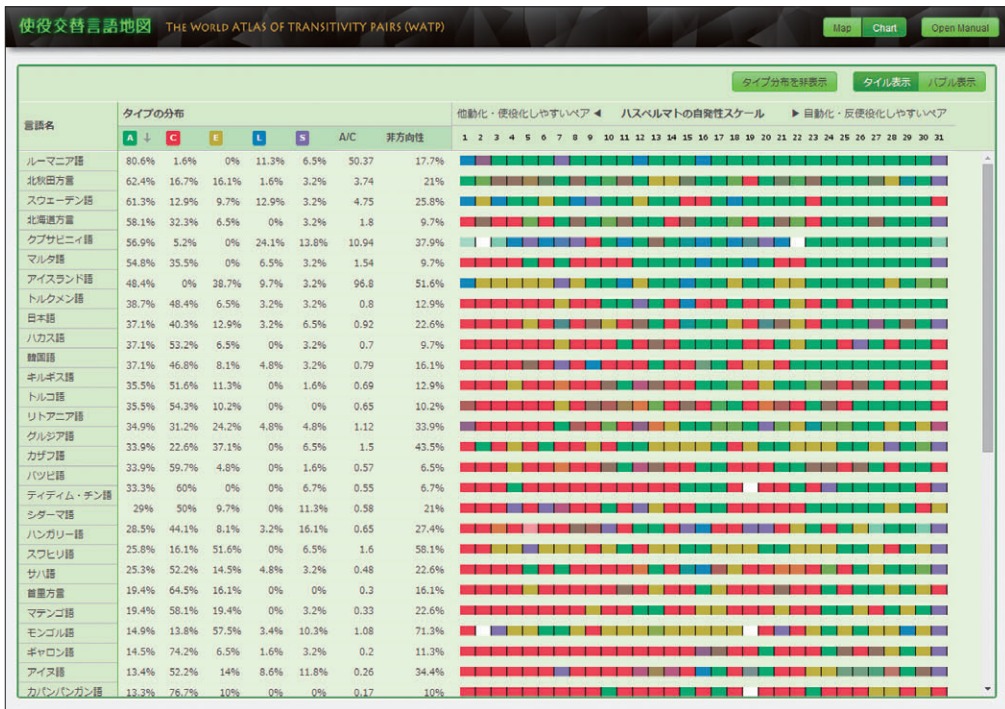 使役交替言語地図 THE WORLD ATLAS OF TRANSITIVITY PAIRS (WATP) Map Chart Open Manual
タイプ分布を非表示 タイル表示 バブル表示
言語名 タイプの分布 他動化・使役化しやすいペア ◀ ハスペルマトの自発性スケール ▶ 自動化・反使役化しやすいペア
A ↓ C E L S A/C 非方向性 1 2 3 4 5 6 7 8 9 10 11 12 13 14 15 16 17 18 19 20 21 22 23 24 25 26 27 28 29 30 31
ルーマニア語 80.6% 1.6% 0% 11.3% 6.5% 50.37 17.7%
北秋田方言 62.4% 16.7% 16.1% 1.6% 3.2% 3.74 21%
スウェーデン語 61.3% 12.9% 9.7% 12.9% 3.2% 4.75 25.8%
北海道方言 58.1% 32.3% 6.5% 0% 3.2% 1.8 9.7%
クプサビニィ語 56.9% 5.2% 0% 24.1% 13.8% 10.94 37.9%
マルタ語 54.8% 35.5% 0% 6.5% 3.2% 1.54 9.7%
アイスランド語 48.4% 0% 38.7% 9.7% 3.2% 96.8 51.6%
トルクメン語 38.7% 48.4% 6.5% 3.2% 3.2% 0.8 12.9%
日本語 37.1% 40.3% 12.9% 3.2% 6.5% 0.92 22.6%
ハカス語 37.1% 53.2% 6.5% 0% 3.2% 0.7 9.7%
韓国語 37.1% 46.8% 8.1% 4.8% 3.2% 0.79 16.1%
キルギス語 35.5% 51.6% 11.3% 0% 1.6% 0.69 12.9%
トルコ語 35.5% 54.3% 10.2% 0% 0% 0.65 10.2%
リトアニア語 34.9% 31.2% 24.2% 4.8% 4.8% 1.12 33.9%
グルジア語 33.9% 22.6% 37.1% 0% 6.5% 1.5 43.5%
カザフ語 33.9% 59.7% 4.8% 0% 1.6% 0.57 6.5%
バツビ語 33.3% 60% 0% 0% 6.7% 0.55 6.7%
ティディム・チン語 29% 50% 9.7% 0% 11.3% 0.58 21%
シダーマ語 28.5% 44.1% 8.1% 3.2% 16.1% 0.65 27.4%
ハンガリー語 25.8% 16.1% 51.6% 0% 6.5% 1.6 58.1%
スワヒリ語 25.3% 52.2% 14.5% 4.8% 3.2% 0.48 22.6%
サハ語 19.4% 64.5% 16.1% 0% 0% 0.3 16.1%
首里方言 19.4% 58.1% 19.4% 0% 3.2% 0.33 22.6%
マテンゴ語 14.9% 13.8% 57.5% 3.4% 10.3% 1.08 71.3%
モンゴル語 14.5% 74.2% 6.5% 1.6% 3.2% 0.2 11.3%
ギャロン語 13.4% 52.2% 14% 8.6% 11.8% 0.26 34.4%
アイヌ語 13.3% 76.7% 10% 0% 0% 0.17 10%
カパンパンガン語